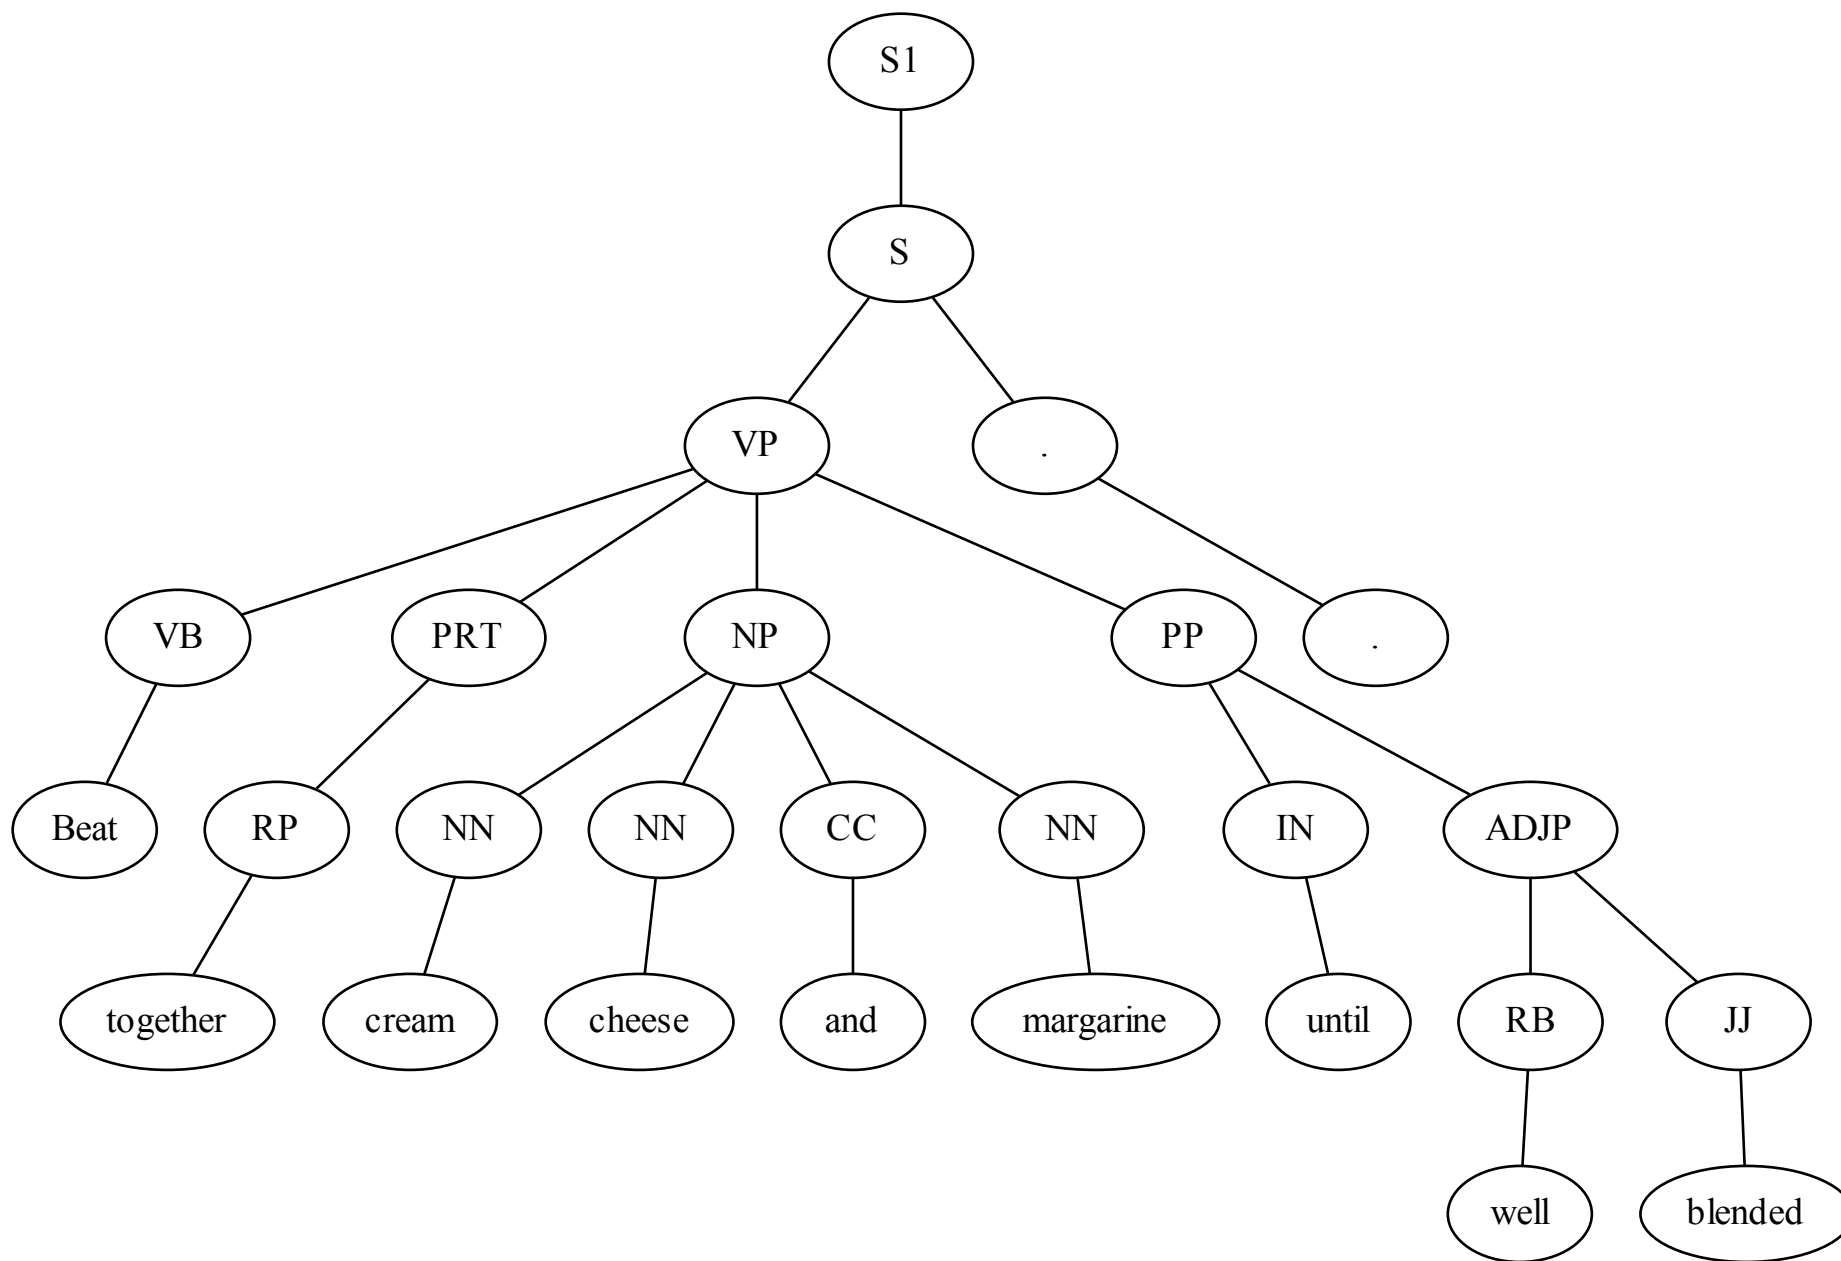 S1
S
VP .
VB PRT NP PP .
Beat RP NN NN CC NN IN ADJP
together cream cheese and margarine until RB JJ
well blended